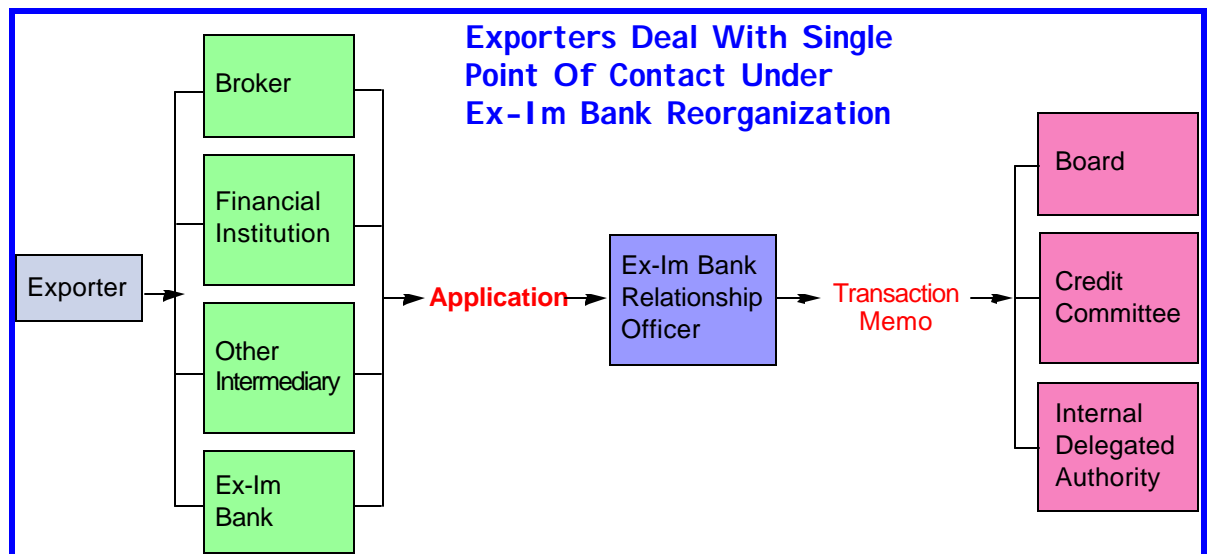 Exporters Deal With Single
Point Of Contact Under
Ex-Im Bank Reorganization
Exporter
Broker
Financial
Institution
Other
Intermediary
Ex-Im
Bank
Application
Ex-Im Bank
Relationship
Officer
Transaction
Memo
Board
Credit
Committee
Internal
Delegated
Authority